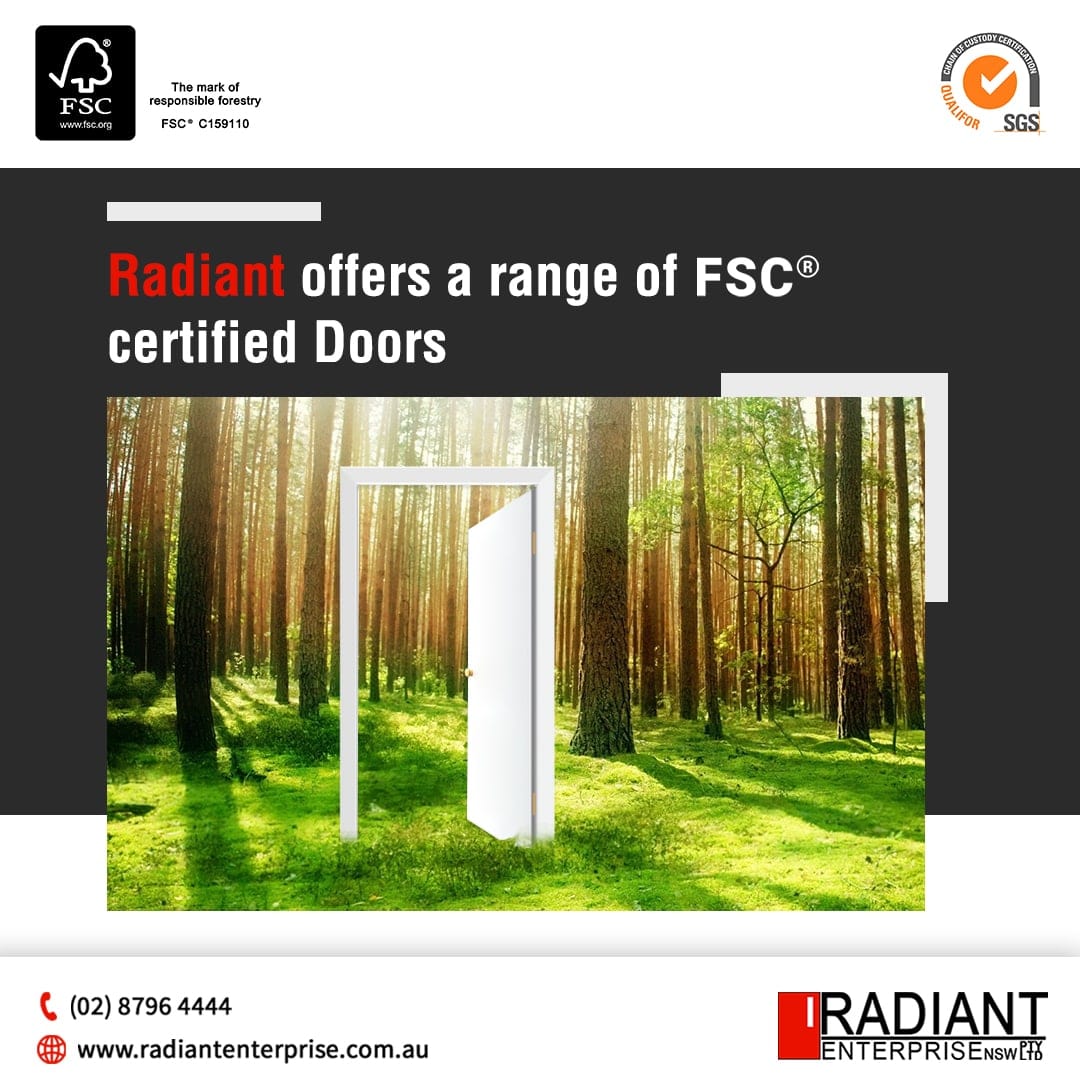 FSC®
www.fsc.org
The mark of
responsible forestry
FSC® C159110
CHAIN OF CUSTODY CERTIFICATION
QUALIFOR
SGS
Radiant offers a range of FSC®
certified Doors
(02) 8796 4444
www.radiantenterprise.com.au
RADIANT
ENTERPRISE NSW PTY LTD